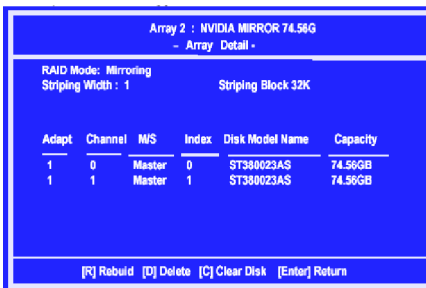 Array 2 : NVIDIA MIRROR 74.56G
- Array Detail -
RAID Mode: Mirroring
Striping Width : 1 Striping Block 32K
Adapt Channel M/S Index Disk Model Name Capacity
1 0 Master 0 ST380023AS 74.56GB
1 1 Master 1 ST380023AS 74.56GB
[R] Rebuid [D] Delete [C] Clear Disk [Enter] Return